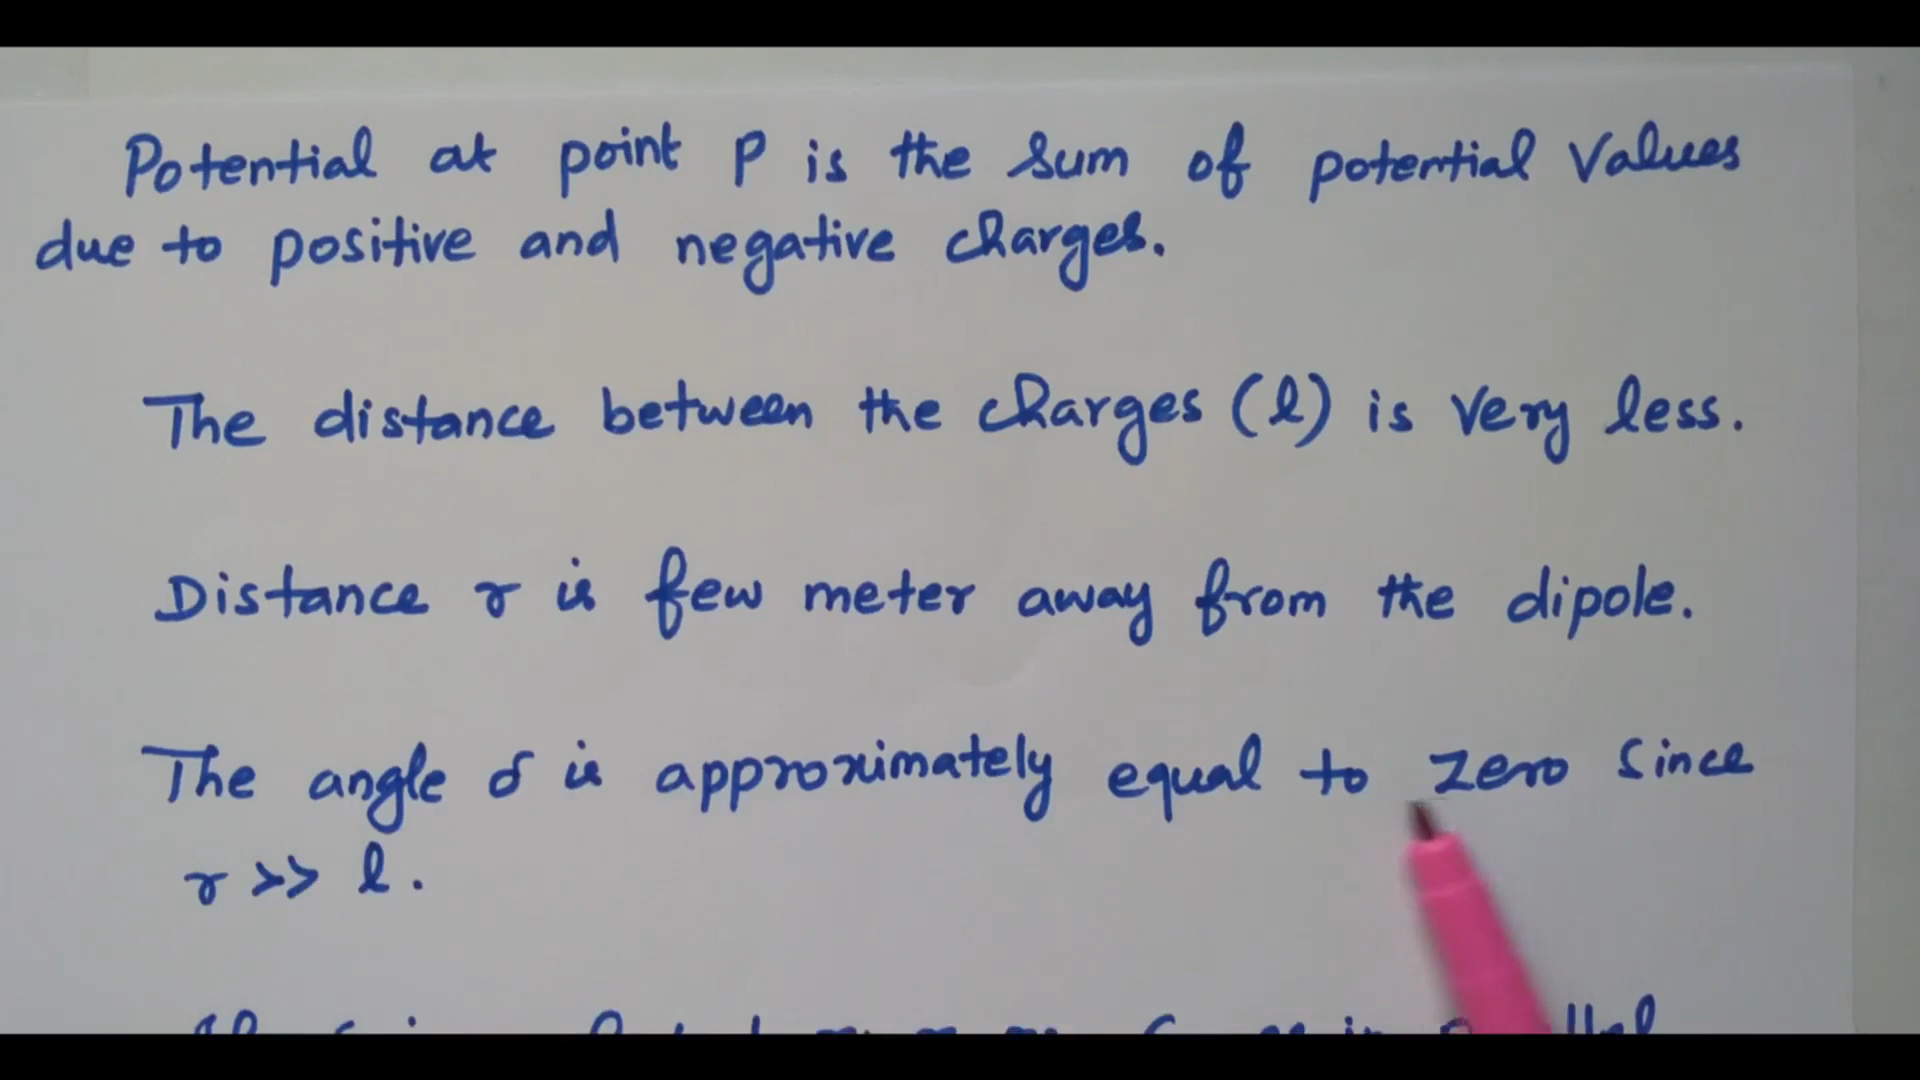 Potential at point P is the sum of potential values
due to positive and negative charges.
The distance between the charges (l) is very less.
Distance r is few meter away from the dipole.
The angle δ is approximately equal to zero since
r >> l.